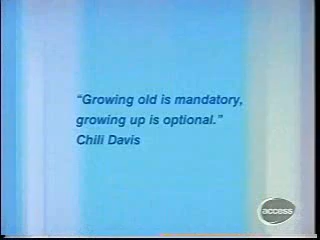 “Growing old is mandatory,
growing up is optional.”
Chili Davis
access